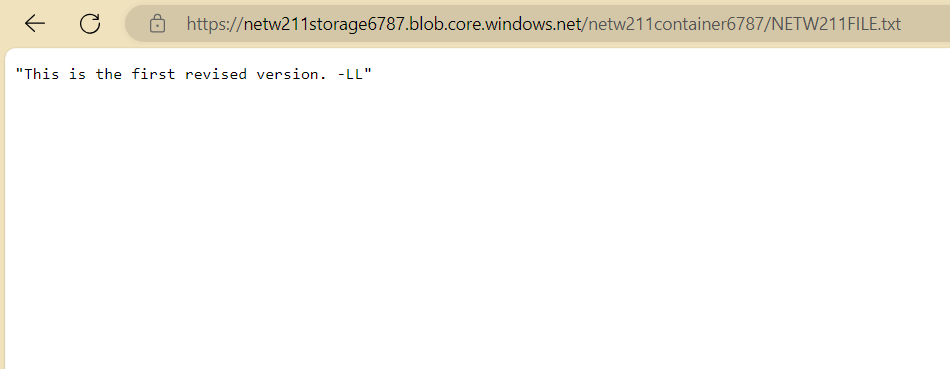 https://netw211storage6787.blob.core.windows.net/netw211container6787/NETW211FILE.txt
"This is the first revised version. -LL"